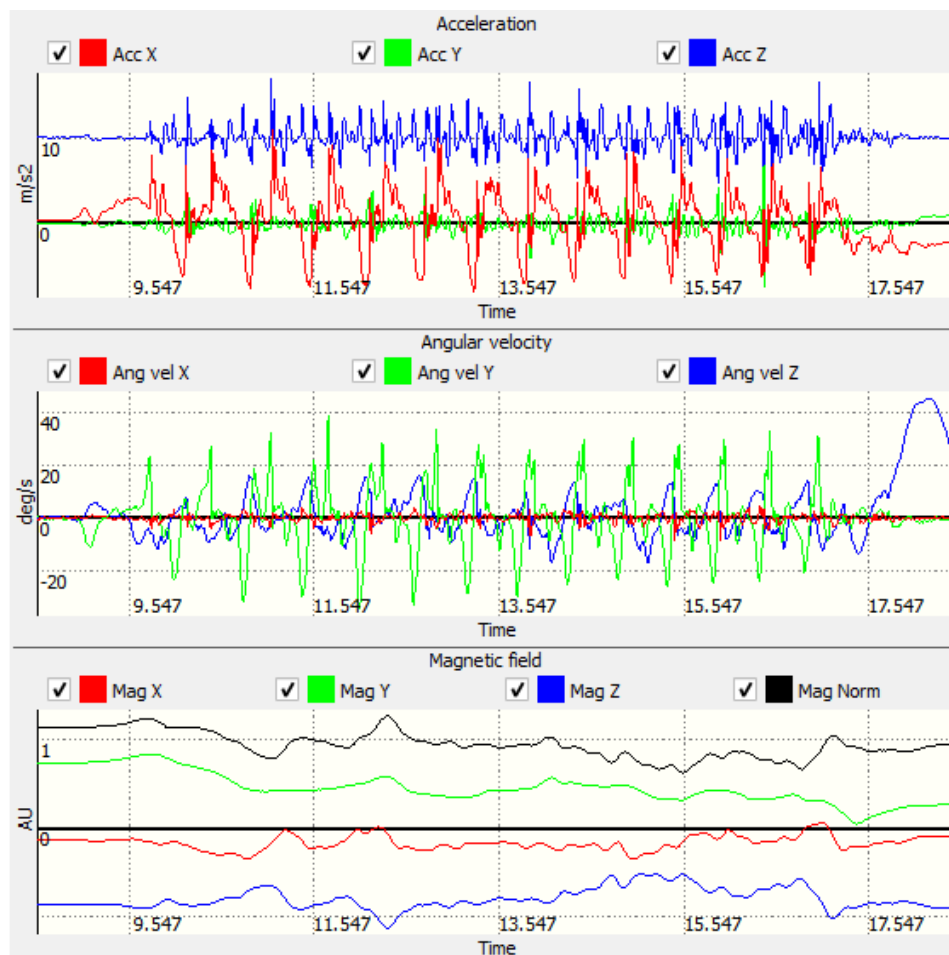 Acceleration
Acc X Acc Y Acc Z
10
m/s2
0
9.547 11.547 13.547 15.547 17.547
Time
Angular velocity
Ang vel X Ang vel Y Ang vel Z
40
20
deg/s
0
-20
9.547 11.547 13.547 15.547 17.547
Time
Magnetic field
Mag X Mag Y Mag Z Mag Norm
1
AU
0
9.547 11.547 13.547 15.547 17.547
Time